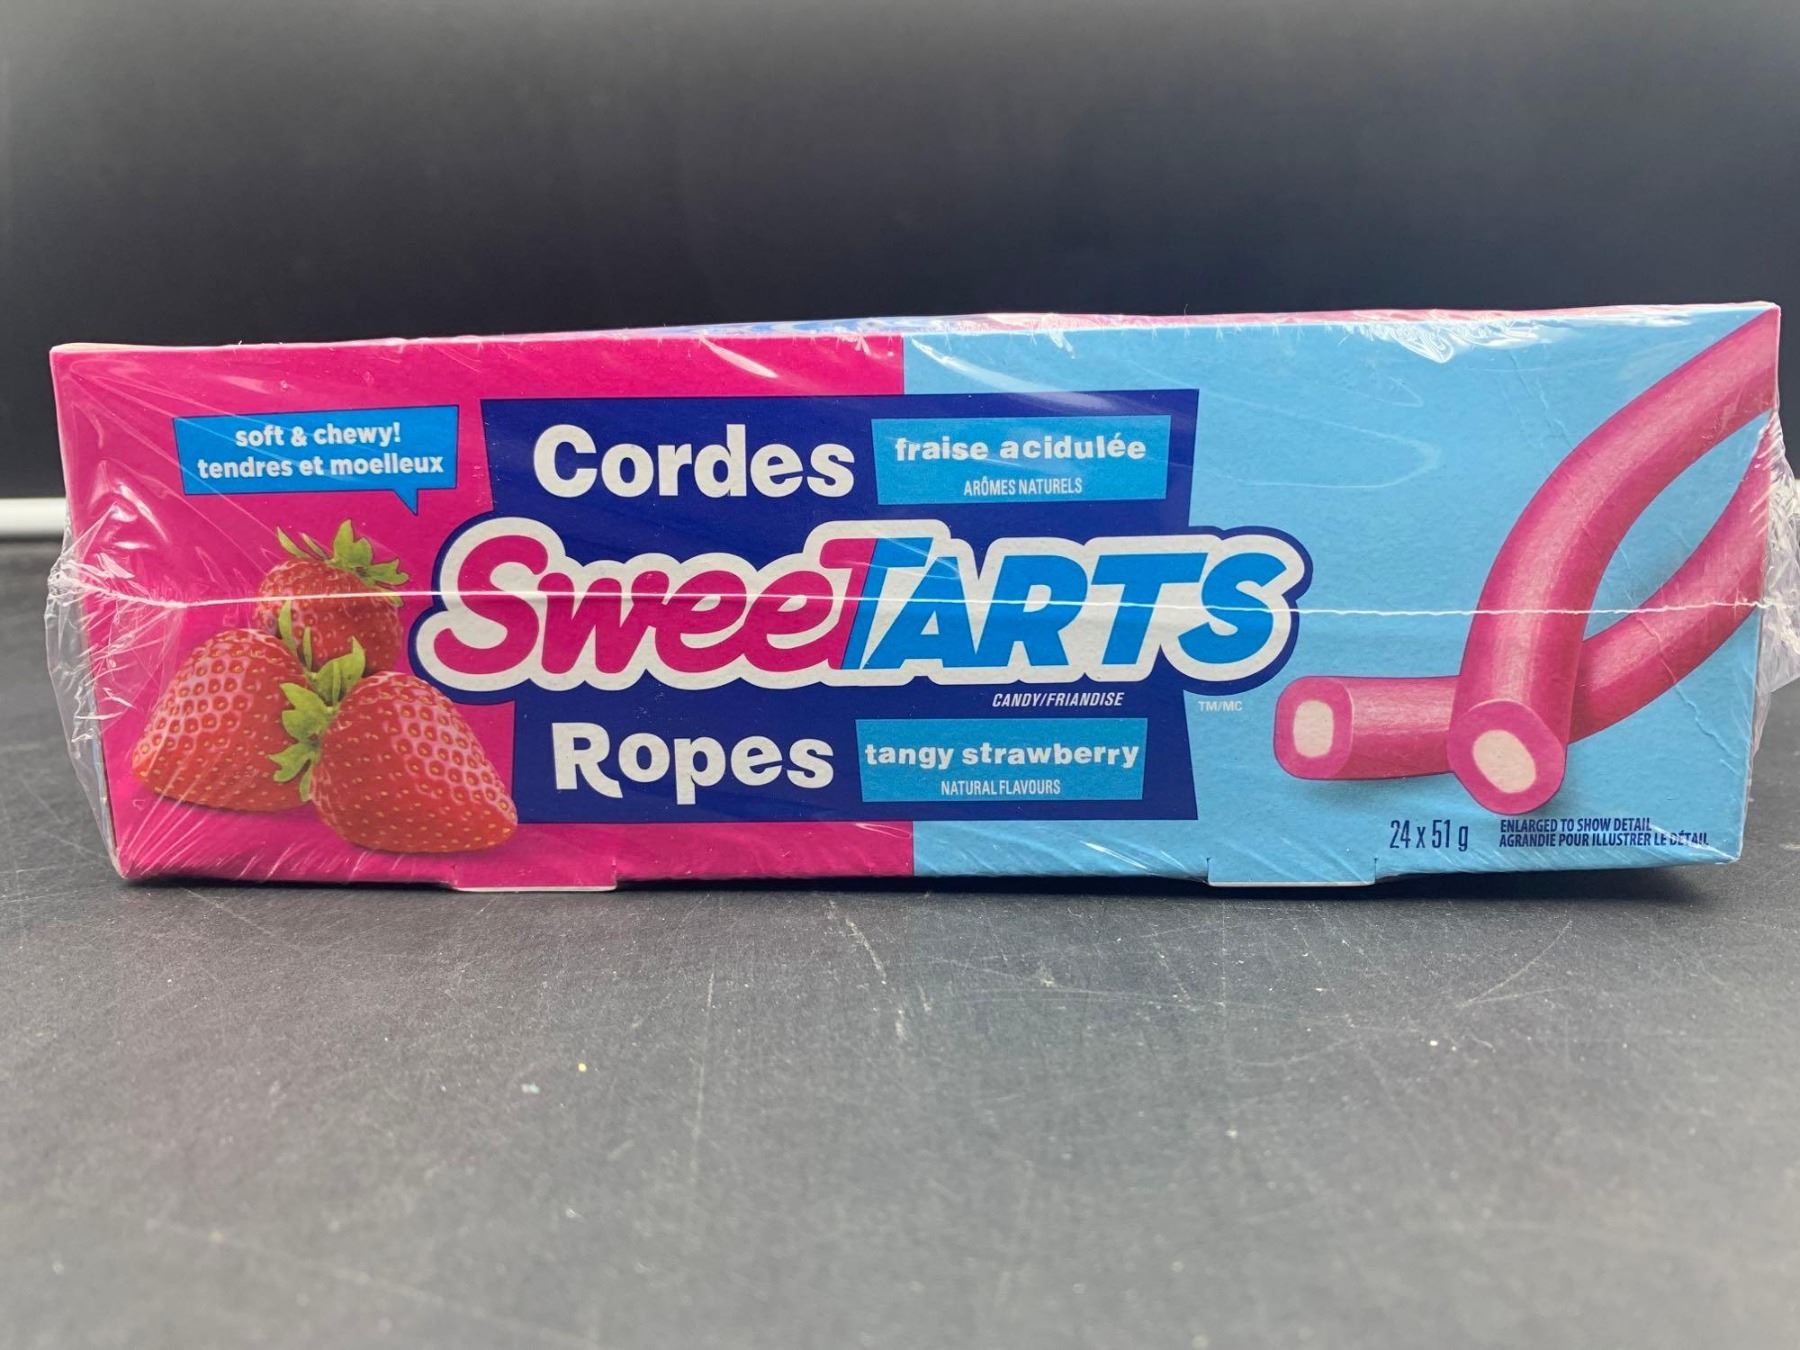 soft & chewy!
tendres et moelleux
Cordes
fraise acidulée
ARÔMES NATURELS
SweeTARTS
CANDY/FRIANDISE
TM/MC
Ropes
tangy strawberry
NATURAL FLAVOURS
24 x 51 g
ENLARGED TO SHOW DETAIL
AGRANDIE POUR ILLUSTRER LE DÉTAIL